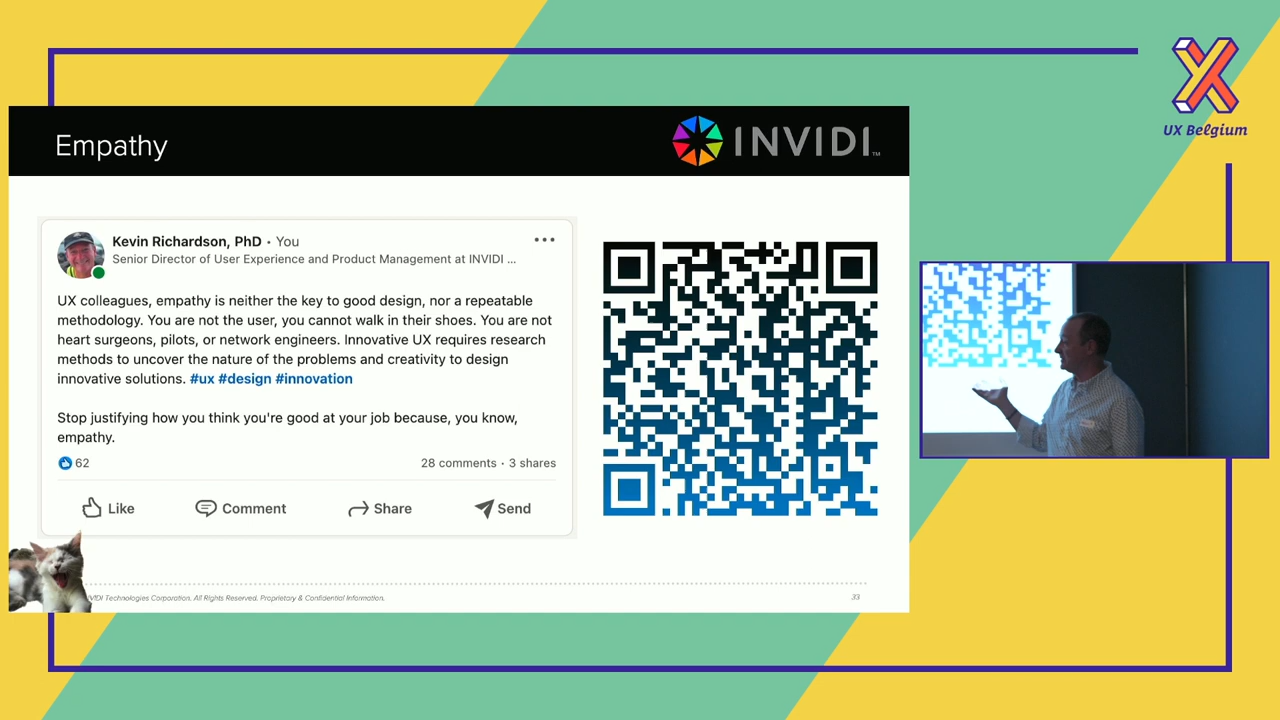 UX Belgium
Empathy
INVIDI™
Kevin Richardson, PhD • You
Senior Director of User Experience and Product Management at INVIDI ...
UX colleagues, empathy is neither the key to good design, nor a repeatable
methodology. You are not the user, you cannot walk in their shoes. You are not
heart surgeons, pilots, or network engineers. Innovative UX requires research
methods to uncover the nature of the problems and creativity to design
innovative solutions. #ux #design #innovation
Stop justifying how you think you're good at your job because, you know,
empathy.
62
28 comments • 3 shares
Like
Comment
Share
Send
Technologies Corporation. All Rights Reserved. Proprietary & Confidential Information.
33